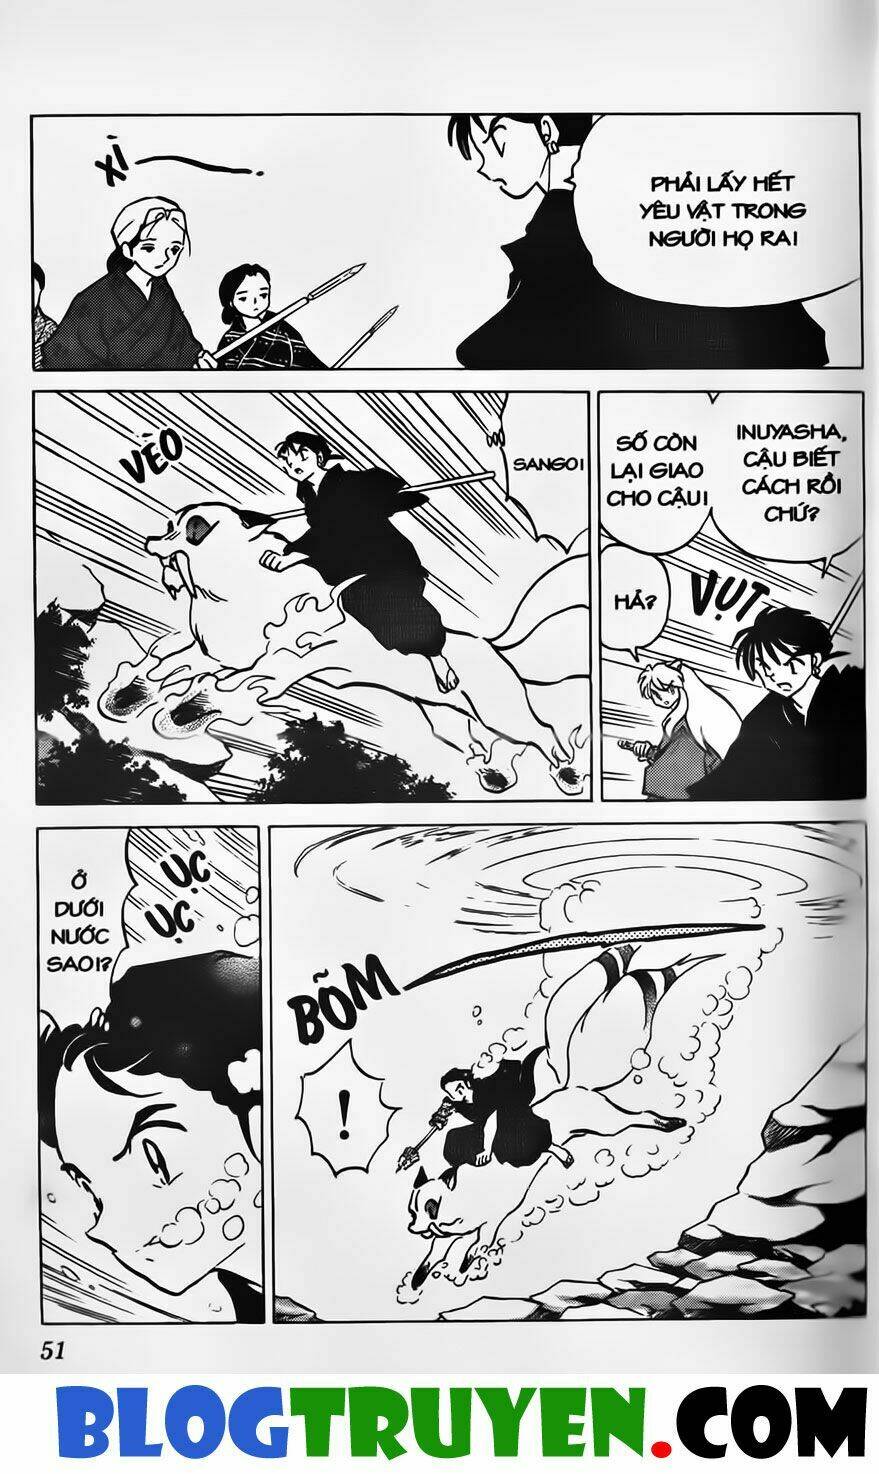 XÌ
PHẢI LẤY HẾT
YÊU VẬT TRONG
NGƯỜI HỌ RA!
INUYASHA,
CẬU BIẾT
CÁCH RỒI
CHỨ?
SỐ CÒN
LẠI GIAO
CHO CẬU!
HẢ?
VỤT
SANGO!
VÈO
BÕM
!
ỤC
ỤC
Ở
DƯỚI
NƯỚC
SAO!?
51
BLOGTRUYEN.COM